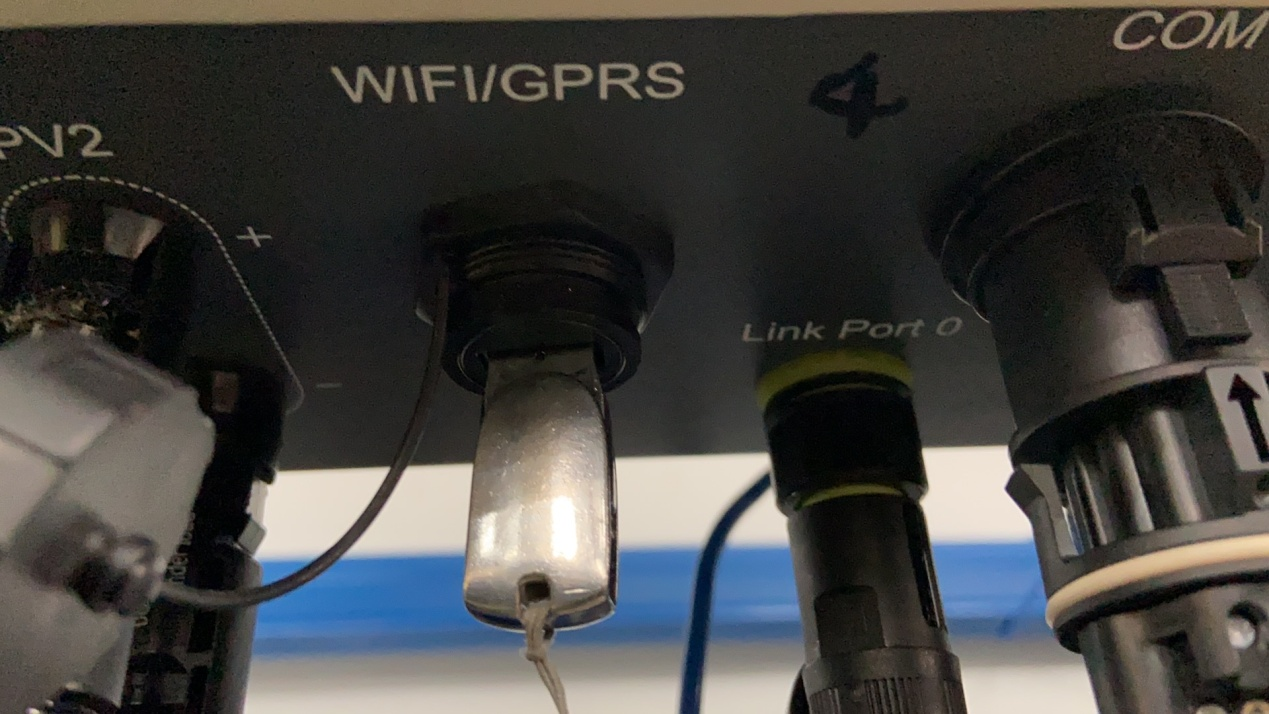 COM
WIFI/GPRS
4
PV2
+
Link Port 0
-